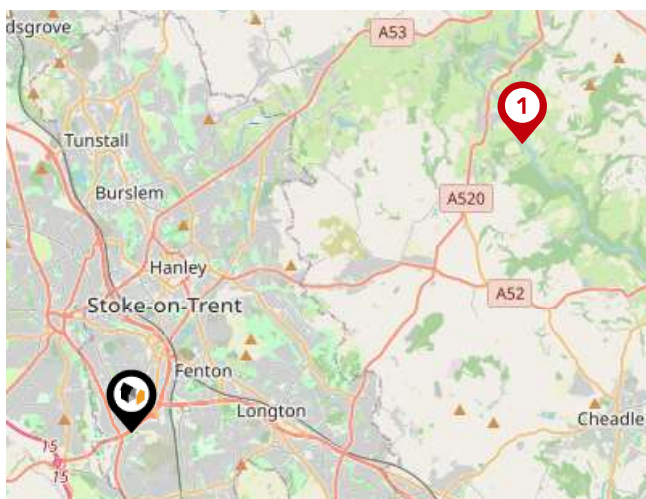 dsgrove
A53
1
Tunstall
Burslem
A520
Hanley
A52
Stoke-on-Trent
Fenton
Longton
Cheadle
15
15